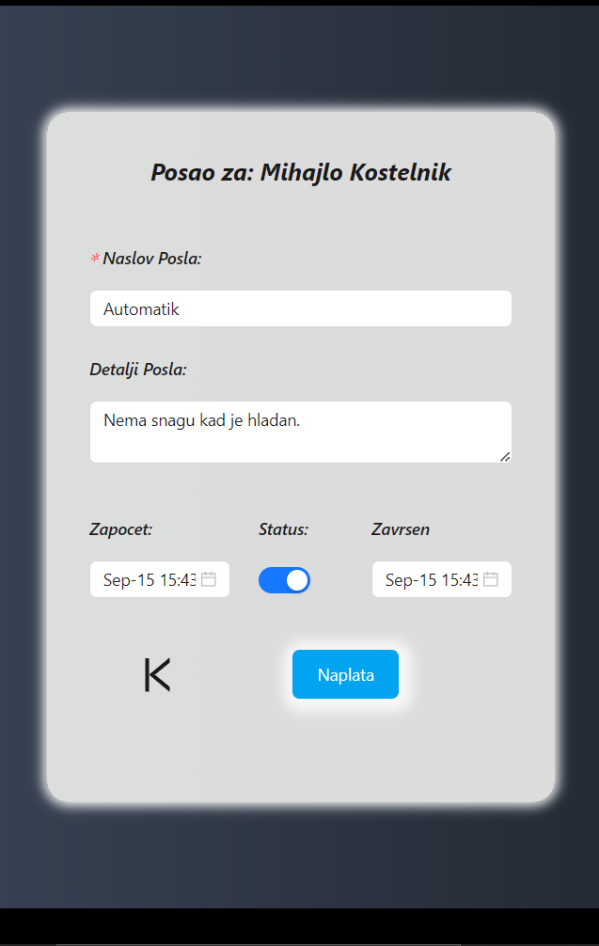 Posao za: Mihajlo Kostelnik
* Naslov Posla:
Automatik
Detalji Posla:
Nema snagu kad je hladan.
Zapocet: Status: Zavrsen
Sep-15 15:43 Sep-15 15:43
Naplata